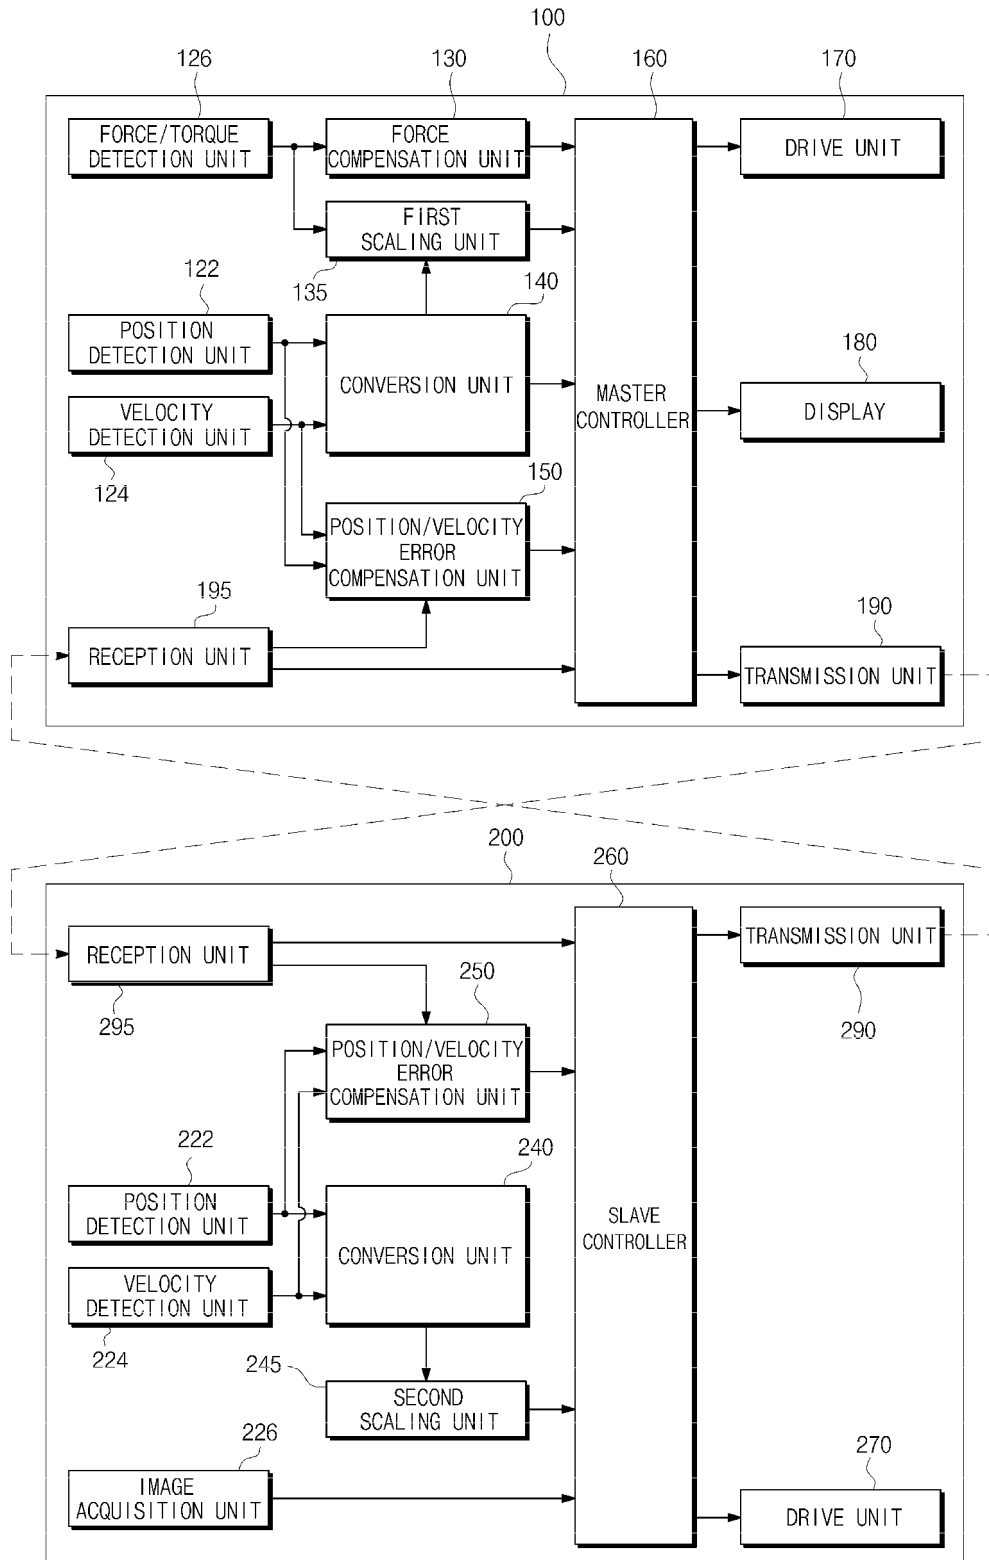 100
126
130
160
170
FORCE/TORQUE
DETECTION UNIT
FORCE
COMPENSATION UNIT
DRIVE UNIT
FIRST
SCALING UNIT
122
135
140
POSITION
DETECTION UNIT
180
CONVERSION UNIT
MASTER
CONTROLLER
VELOCITY
DETECTION UNIT
DISPLAY
124
150
POSITION/VELOCITY
ERROR
COMPENSATION UNIT
195
190
RECEPTION UNIT
TRANSMISSION UNIT
200
260
RECEPTION UNIT
TRANSMISSION UNIT
295
250
290
POSITION/VELOCITY
ERROR
COMPENSATION UNIT
222
240
POSITION
DETECTION UNIT
SLAVE
CONTROLLER
CONVERSION UNIT
VELOCITY
DETECTION UNIT
224
245
SECOND
SCALING UNIT
226
270
IMAGE
ACQUISITION UNIT
DRIVE UNIT